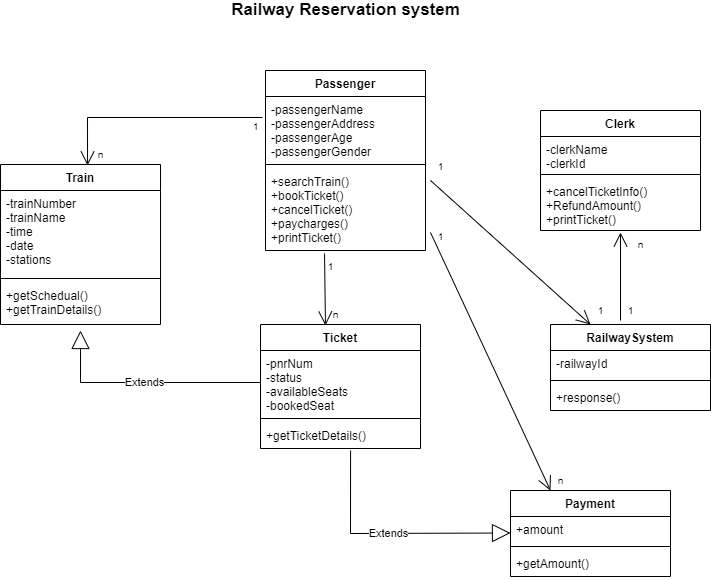 Railway Reservation system
Passenger
-passengerName
-passengerAddress
-passengerAge
-passengerGender
+searchTrain()
+bookTicket()
+cancelTicket()
+paycharges()
+printTicket()
1
n
Train
-trainNumber
-trainName
-time
-date
-stations
+getSchedual()
+getTrainDetails()
Clerk
-clerkName
-clerkId
+cancelTicketInfo()
+RefundAmount()
+printTicket()
1
1
n
1
1
1
n
RailwaySystem
-railwayId
+response()
Ticket
-pnrNum
-status
-availableSeats
-bookedSeat
+getTicketDetails()
Extends
n
Payment
+amount
+getAmount()
Extends